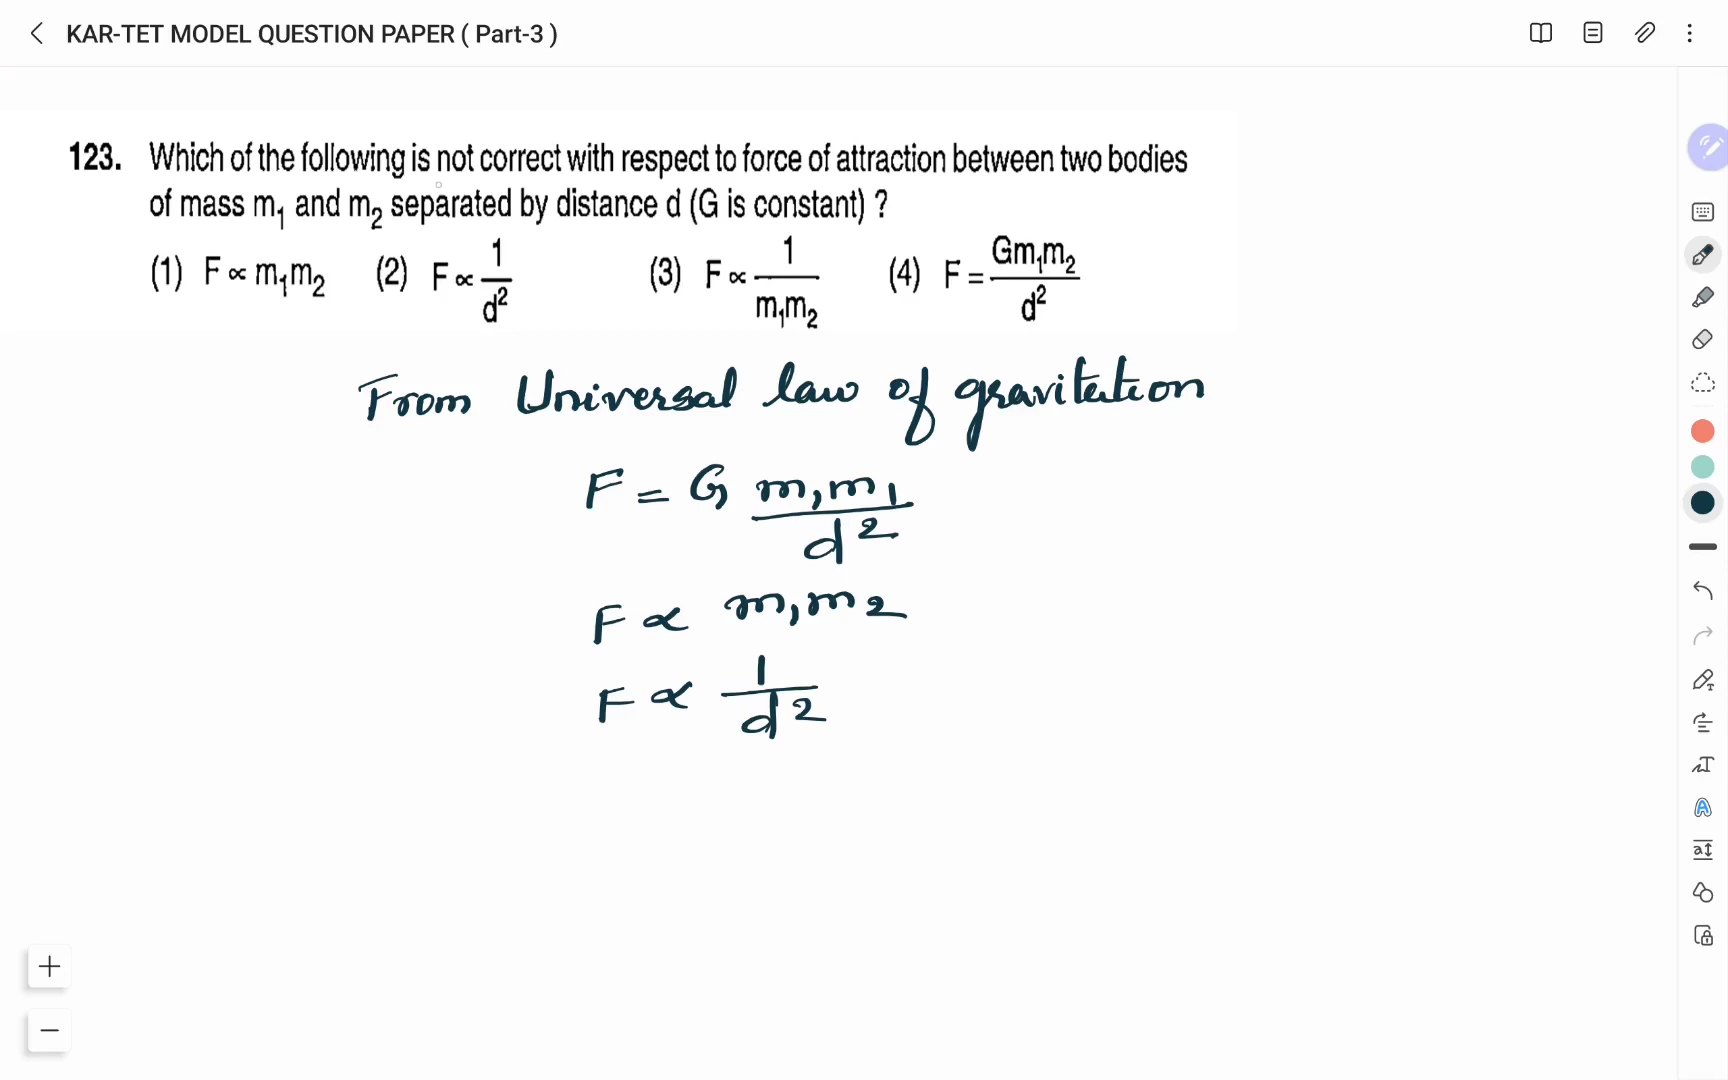 KAR-TET MODEL QUESTION PAPER ( Part-3 )
123. Which of the following is not correct with respect to force of attraction between two bodies
of mass m₁ and m₂ separated by distance d (G is constant) ?
(1) F ∝ m₁m₂ (2) F ∝ 1/d² (3) F ∝ 1/m₁m₂ (4) F = Gm₁m₂/d²
From Universal law of gravitation
F = G m₁m₁/d²
F ∝ m₁m₂
F ∝ 1/d²